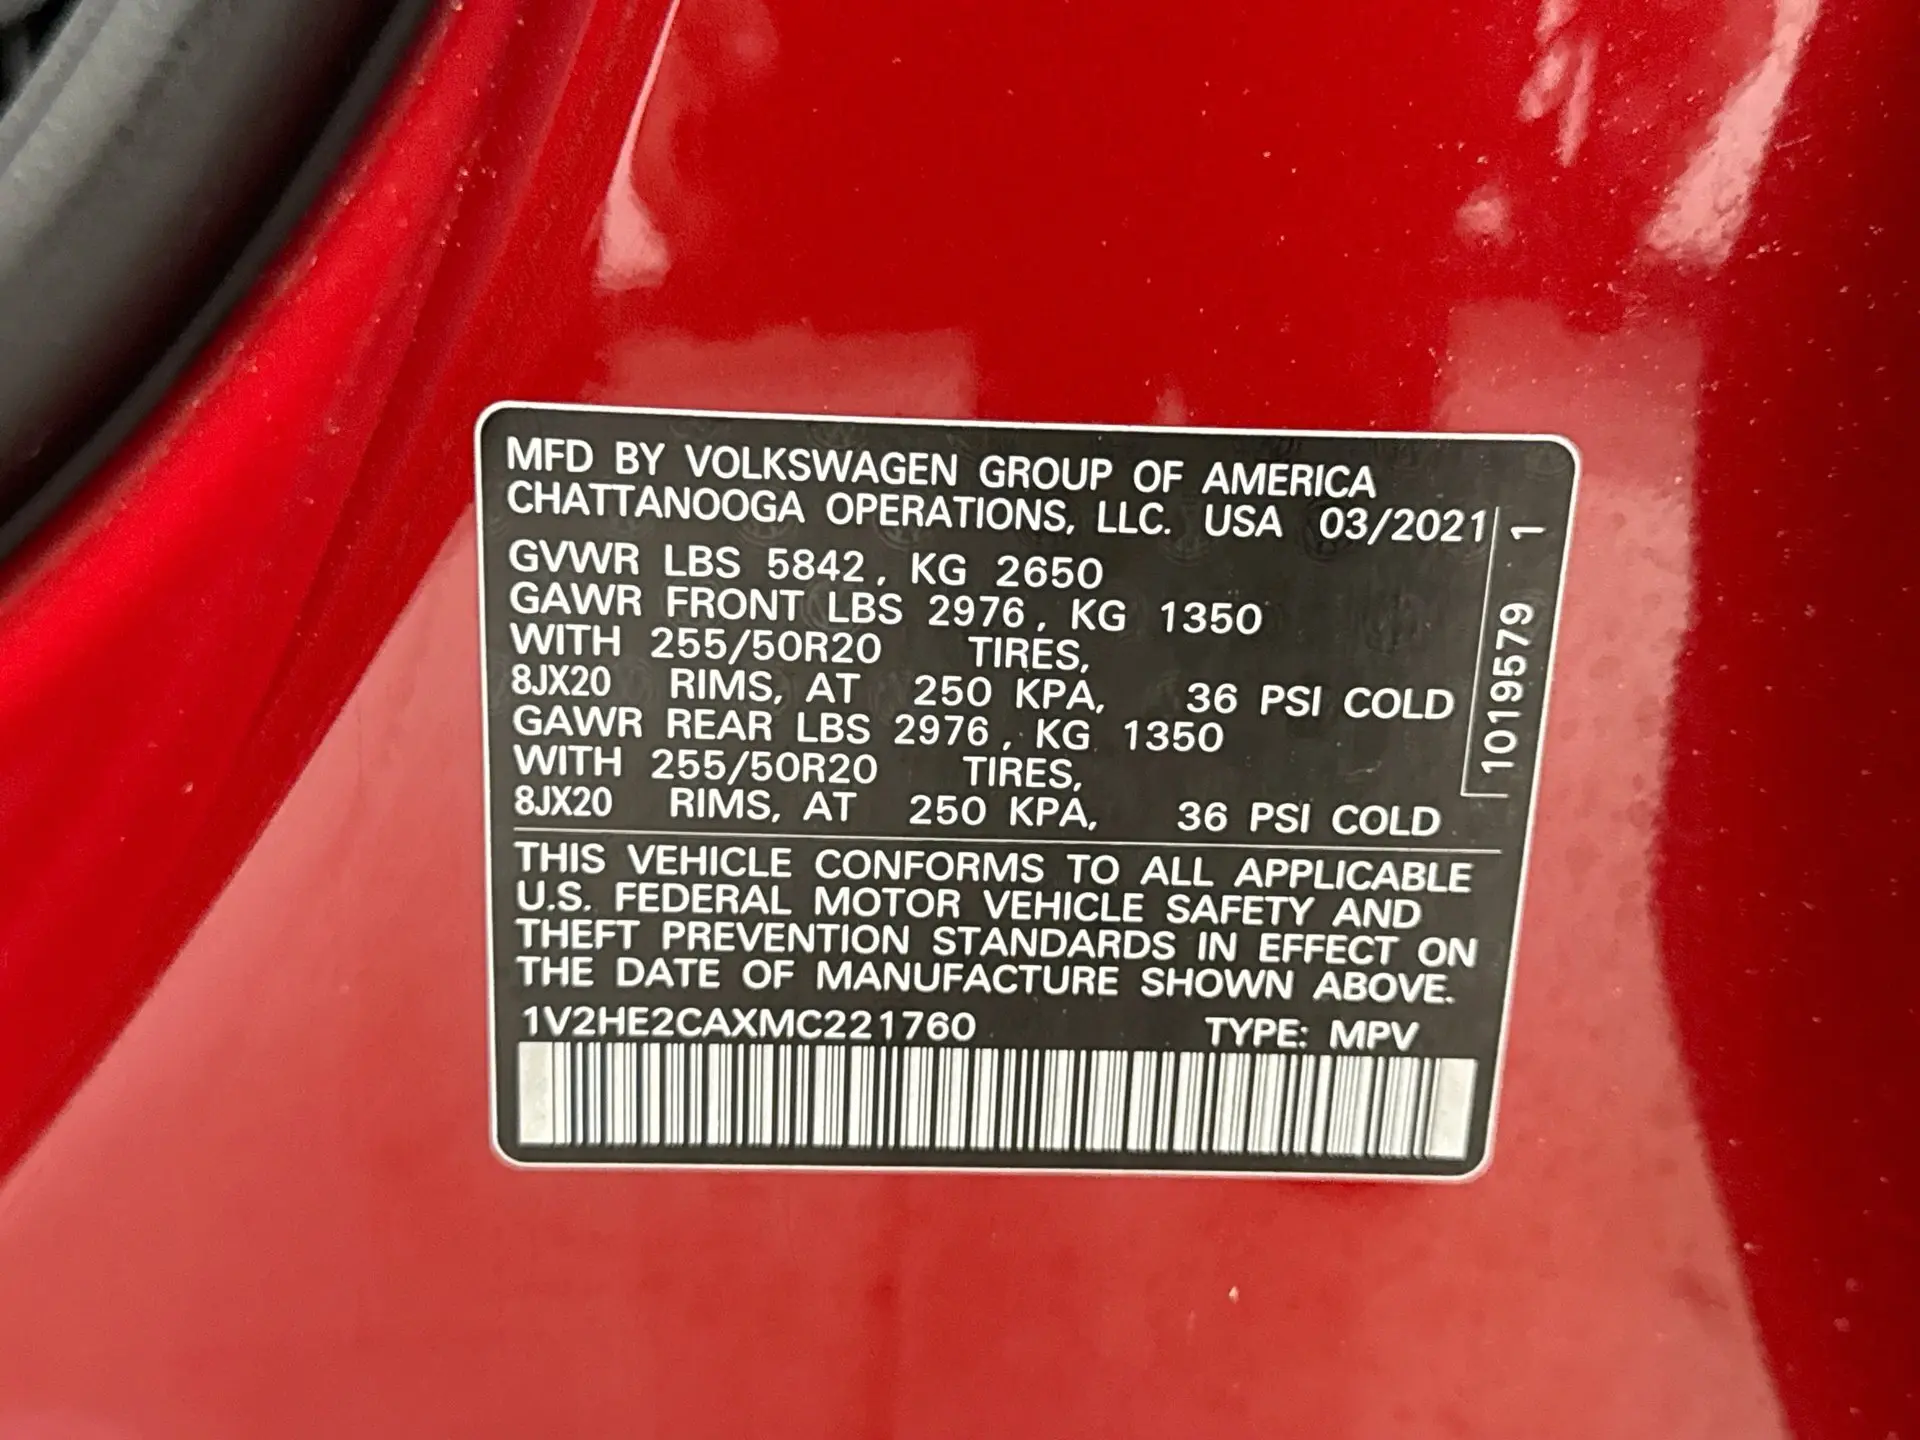 MFD BY VOLKSWAGEN GROUP OF AMERICA
CHATTANOOGA OPERATIONS, LLC. USA 03/2021
GVWR LBS 5842, KG 2650
GAWR FRONT LBS 2976, KG 1350
WITH 255/50R20 TIRES,
8JX20 RIMS, AT 250 KPA, 36 PSI COLD
GAWR REAR LBS 2976, KG 1350
WITH 255/50R20 TIRES,
8JX20 RIMS, AT 250 KPA, 36 PSI COLD
1019579 1
THIS VEHICLE CONFORMS TO ALL APPLICABLE
U.S. FEDERAL MOTOR VEHICLE SAFETY AND
THEFT PREVENTION STANDARDS IN EFFECT ON
THE DATE OF MANUFACTURE SHOWN ABOVE.
1V2HE2CAXMC221760 TYPE: MPV